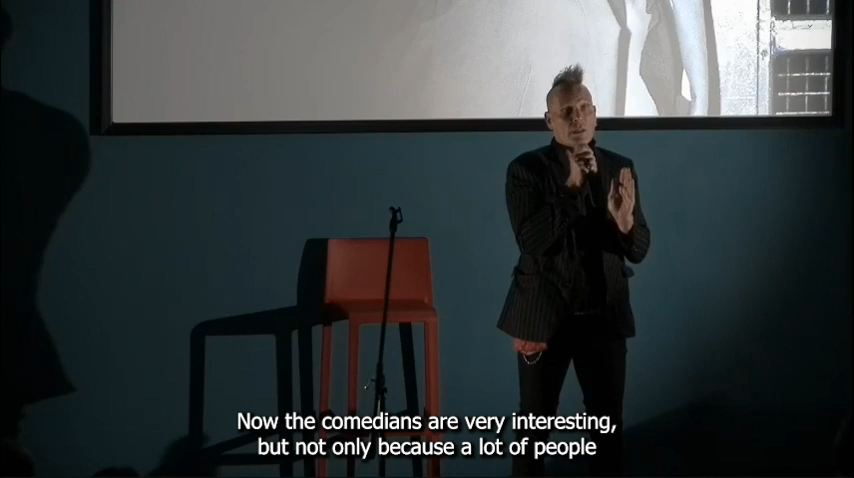 Now the comedians are very interesting,
but not only because a lot of people